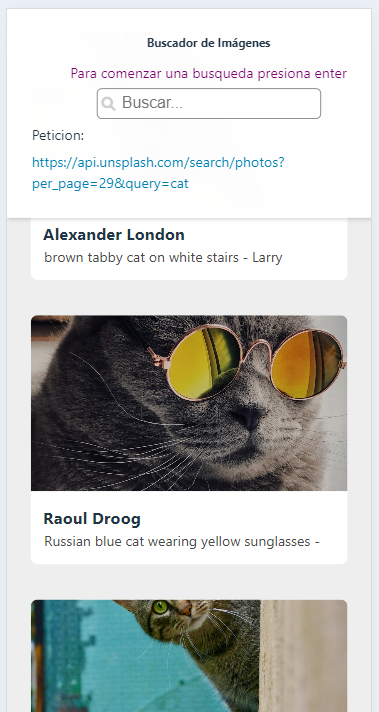 Buscador de Imágenes
Para comenzar una busqueda presiona enter
Buscar...
Peticion:
https://api.unsplash.com/search/photos?
per_page=29&query=cat
Alexander London
brown tabby cat on white stairs - Larry
Raoul Droog
Russian blue cat wearing yellow sunglasses -